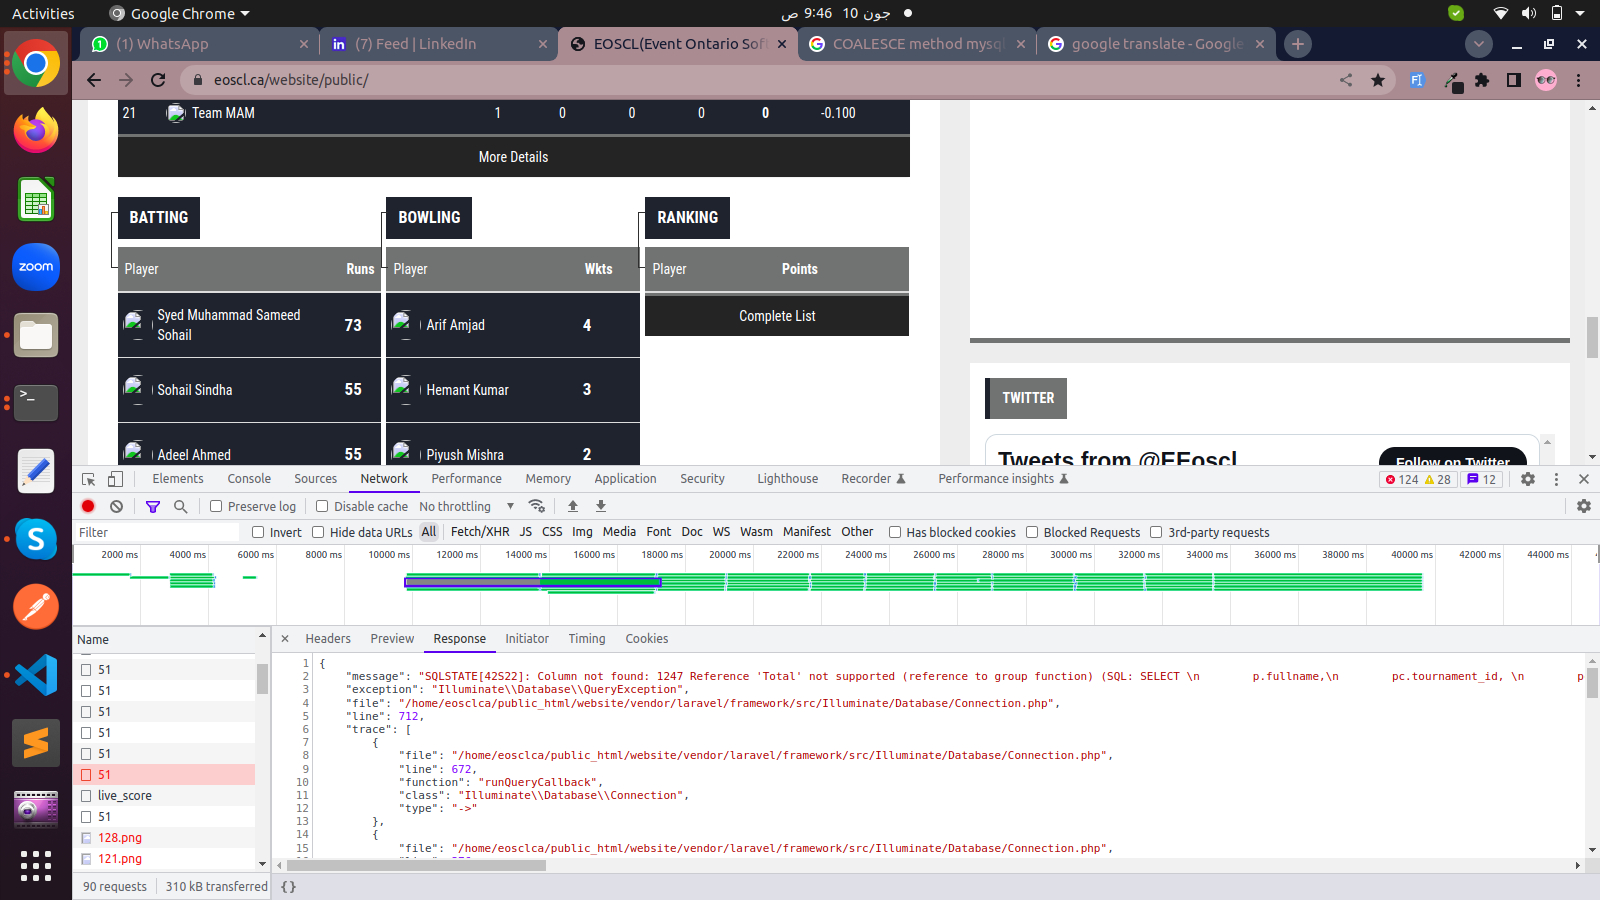 Activities
Google Chrome
جون 10  9:46 ص
(1) WhatsApp
(7) Feed | LinkedIn
EOSCL(Event Ontario Soft
COALESCE method mysql
google translate - Google
eoscl.ca/website/public/
21 Team MAM 1 0 0 0 0 -0.100
More Details
BATTING
Player Runs
Syed Muhammad Sameed Sohail 73
Sohail Sindha 55
Adeel Ahmed 55
BOWLING
Player Wkts
Arif Amjad 4
Hemant Kumar 3
Piyush Mishra 2
RANKING
Player Points
Complete List
TWITTER
Tweets from @EEoscl
Follow on Twitter
zoom
Elements Console Sources Network Performance Memory Application Security Lighthouse Recorder Performance insights 124 28 12
Preserve log Disable cache No throttling
Filter Invert Hide data URLs All Fetch/XHR JS CSS Img Media Font Doc WS Wasm Manifest Other Has blocked cookies Blocked Requests 3rd-party requests
2000 ms 4000 ms 6000 ms 8000 ms 10000 ms 12000 ms 14000 ms 16000 ms 18000 ms 20000 ms 22000 ms 24000 ms 26000 ms 28000 ms 30000 ms 32000 ms 34000 ms 36000 ms 38000 ms 40000 ms 42000 ms 44000 ms
Name
51
51
51
51
51
51
live_score
51
128.png
121.png
90 requests 310 kB transferred
Headers Preview Response Initiator Timing Cookies
1 {
2 "message": "SQLSTATE[42S22]: Column not found: 1247 Reference 'Total' not supported (reference to group function) (SQL: SELECT \n p.fullname,\n pc.tournament_id, \n p
3 "exception": "Illuminate\\Database\\QueryException",
4 "file": "/home/eosclca/public_html/website/vendor/laravel/framework/src/Illuminate/Database/Connection.php",
5 "line": 712,
6 "trace": [
7 {
8 "file": "/home/eosclca/public_html/website/vendor/laravel/framework/src/Illuminate/Database/Connection.php",
9 "line": 672,
10 "function": "runQueryCallback",
11 "class": "Illuminate\\Database\\Connection",
12 "type": "->"
13 },
14 {
15 "file": "/home/eosclca/public_html/website/vendor/laravel/framework/src/Illuminate/Database/Connection.php",
{}